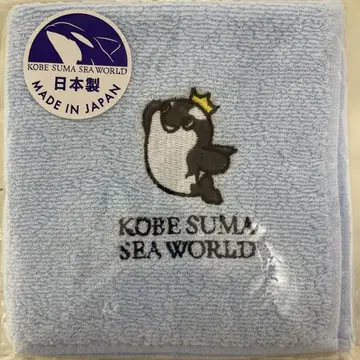 KOBE SUMA SEA WORLD
日本製
MADE IN JAPAN
KOBE SUMA
SEA WORLD